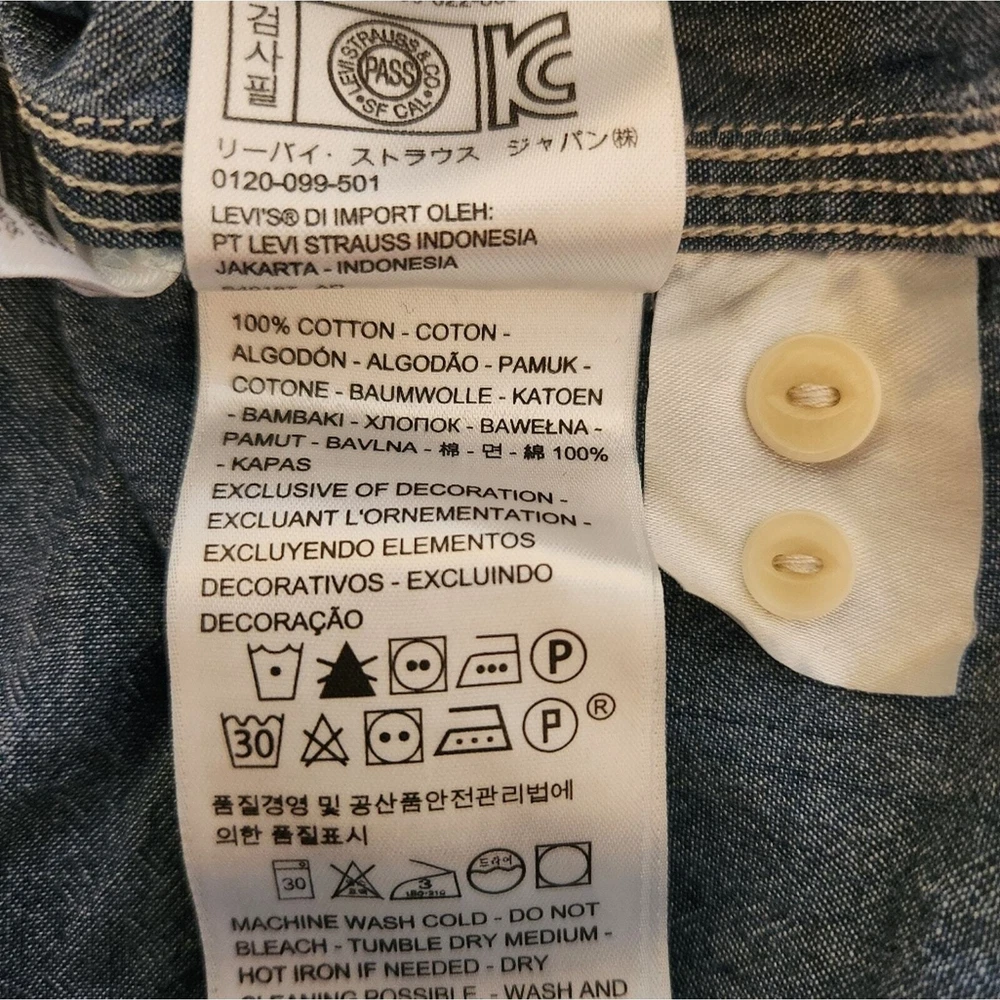 검사필
LEVI STRAUSS & CO. PASS SF CAL
リーバイ・ストラウス ジャパン㈱
0120-099-501
LEVI'S® DI IMPORT OLEH:
PT LEVI STRAUSS INDONESIA
JAKARTA - INDONESIA
100% COTTON - COTON -
ALGODÓN - ALGODÃO - PAMUK -
COTONE - BAUMWOLLE - KATOEN
- BAMBAKI - ХЛОПОК - BAWEŁNA -
PAMUT - BAVLNA - 棉 - 면 - 綿 100%
- KAPAS
EXCLUSIVE OF DECORATION -
EXCLUANT L'ORNEMENTATION -
EXCLUYENDO ELEMENTOS
DECORATIVOS - EXCLUINDO
DECORAÇÃO
P
30 P ®
품질경영 및 공산품안전관리법에
의한 품질표시
30 3 드라이
MACHINE WASH COLD - DO NOT
BLEACH - TUMBLE DRY MEDIUM -
HOT IRON IF NEEDED - DRY
CLEANING POSSIBLE. - WASH AND